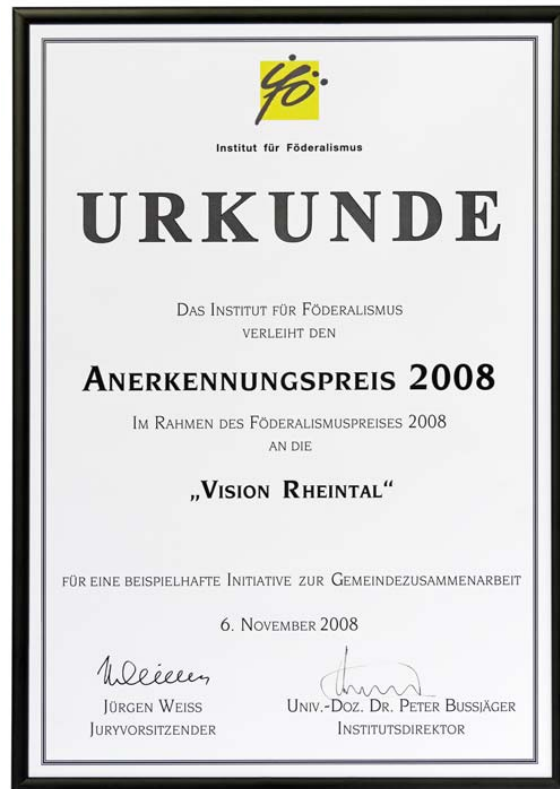 ifö
Institut für Föderalismus
URKUNDE
DAS INSTITUT FÜR FÖDERALISMUS
VERLEIHT DEN
ANERKENNUNGSPREIS 2008
IM RAHMEN DES FÖDERALISMUSPREISES 2008
AN DIE
„VISION RHEINTAL“
FÜR EINE BEISPIELHAFTE INITIATIVE ZUR GEMEINDEZUSAMMENARBEIT
6. NOVEMBER 2008
JÜRGEN WEISS
JURYVORSITZENDER
UNIV.-DOZ. DR. PETER BUSSJÄGER
INSTITUTSDIREKTOR